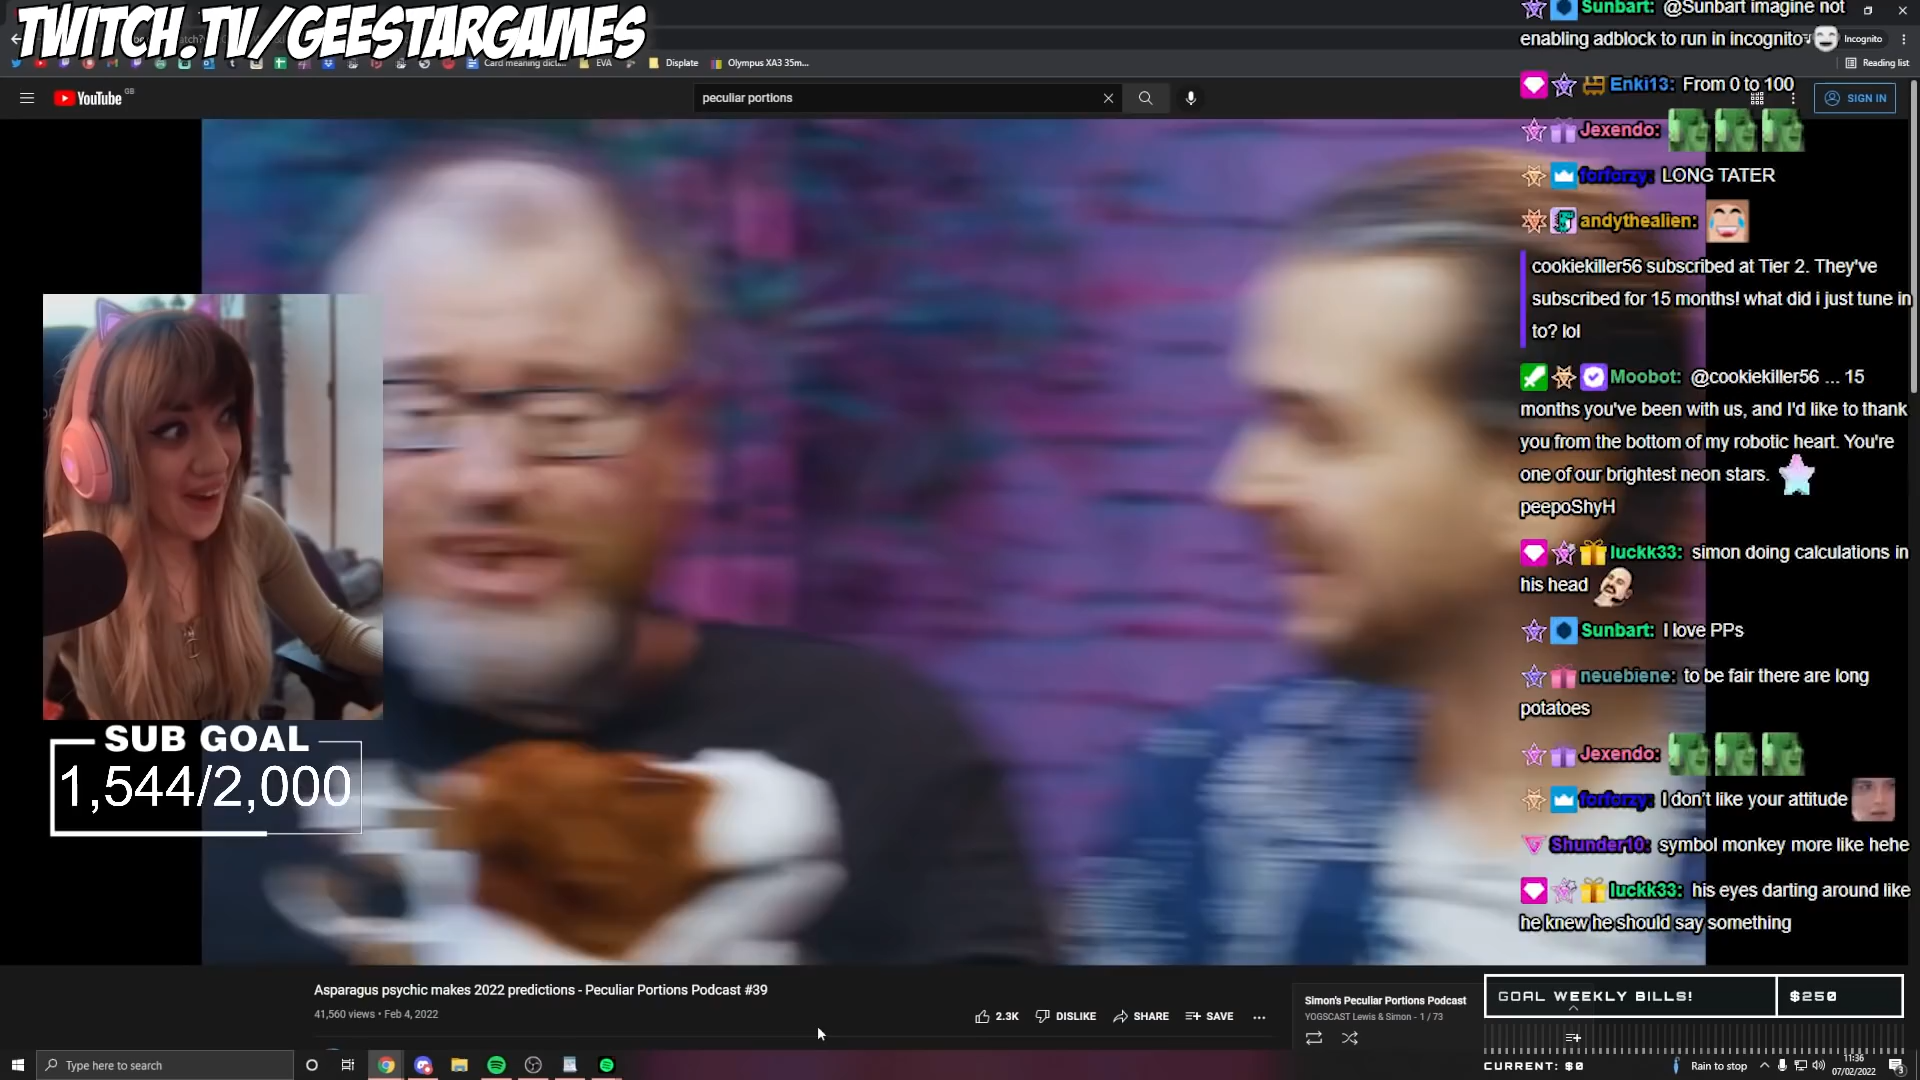 TWITCH.TV/GEESTARGAMES
Incognito
EVA
Displate
Olympus XA3 35m...
Reading list
YouTube GB
peculiar portions
SIGN IN
Sunbart: @Sunbart imagine not
enabling adblock to run in incognito
Enki13: From 0 to 100
Jexendo:
forforzy: LONG TATER
andythealien:
cookiekiller56 subscribed at Tier 2. They've
subscribed for 15 months! what did i just tune in
to? lol
Moobot: @cookiekiller56 ... 15
months you've been with us, and I'd like to thank
you from the bottom of my robotic heart. You're
one of our brightest neon stars.
peepoShyH
luckk33: simon doing calculations in
his head
Sunbart: I love PPs
neuebiene: to be fair there are long
potatoes
Jexendo:
forforzy: I don't like your attitude
Shunder10: symbol monkey more like hehe
luckk33: his eyes darting around like
he knew he should say something
SUB GOAL
1,544/2,000
Asparagus psychic makes 2022 predictions - Peculiar Portions Podcast #39
41,560 views • Feb 4, 2022
2.3K DISLIKE SHARE SAVE
Simon's Peculiar Portions Podcast
YOGSCAST Lewis & Simon - 1 / 73
GOAL WEEKLY BILLS! $250
CURRENT: $0
Type here to search
Rain to stop
11:36
07/02/2022